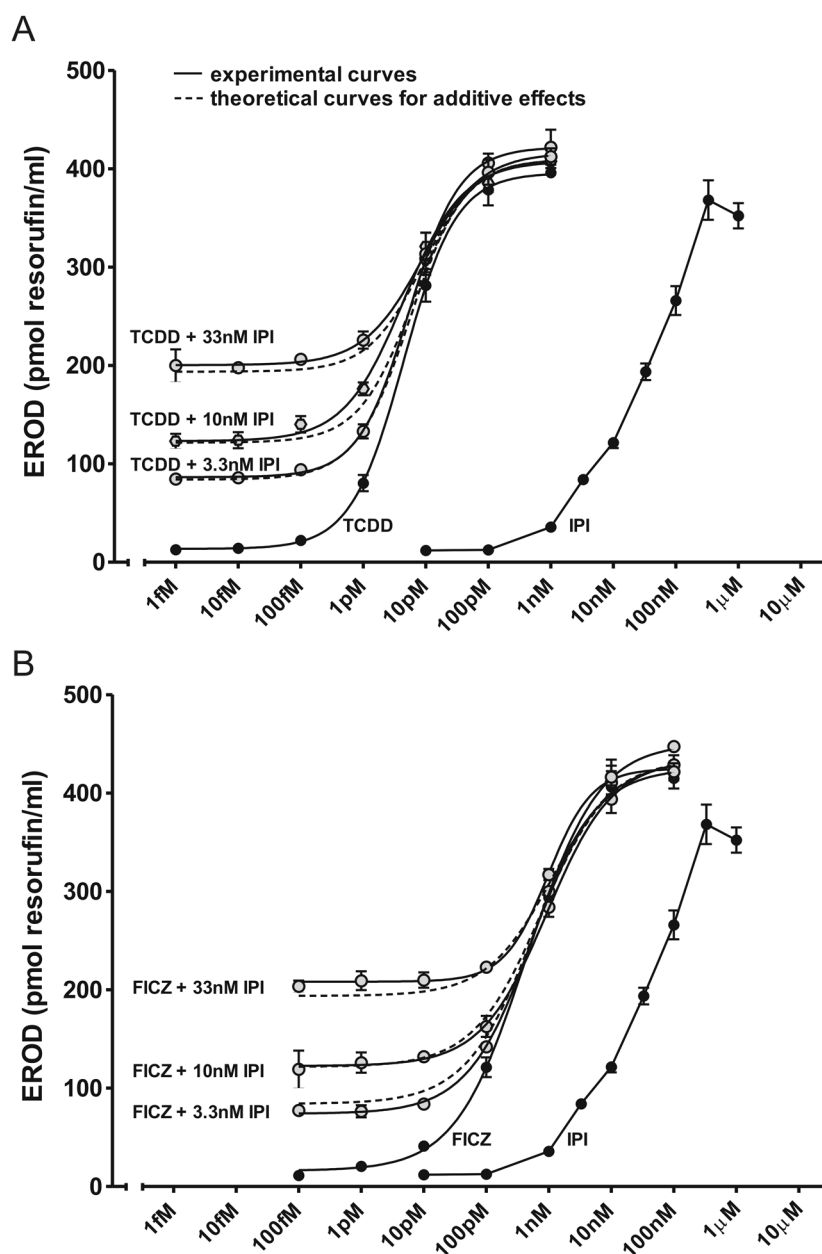 A
500
400
300
200
100
0
EROD (pmol resorufin/ml)
experimental curves
theoretical curves for additive effects
TCDD + 33nM IPI
TCDD + 10nM IPI
TCDD + 3.3nM IPI
TCDD
IPI
1fM
10fM
100fM
1pM
10pM
100pM
1nM
10nM
100nM
1μM
10μM
B
500
400
300
200
100
0
EROD (pmol resorufin/ml)
FICZ + 33nM IPI
FICZ + 10nM IPI
FICZ + 3.3nM IPI
FICZ
IPI
1fM
10fM
100fM
1pM
10pM
100pM
1nM
10nM
100nM
1μM
10μM